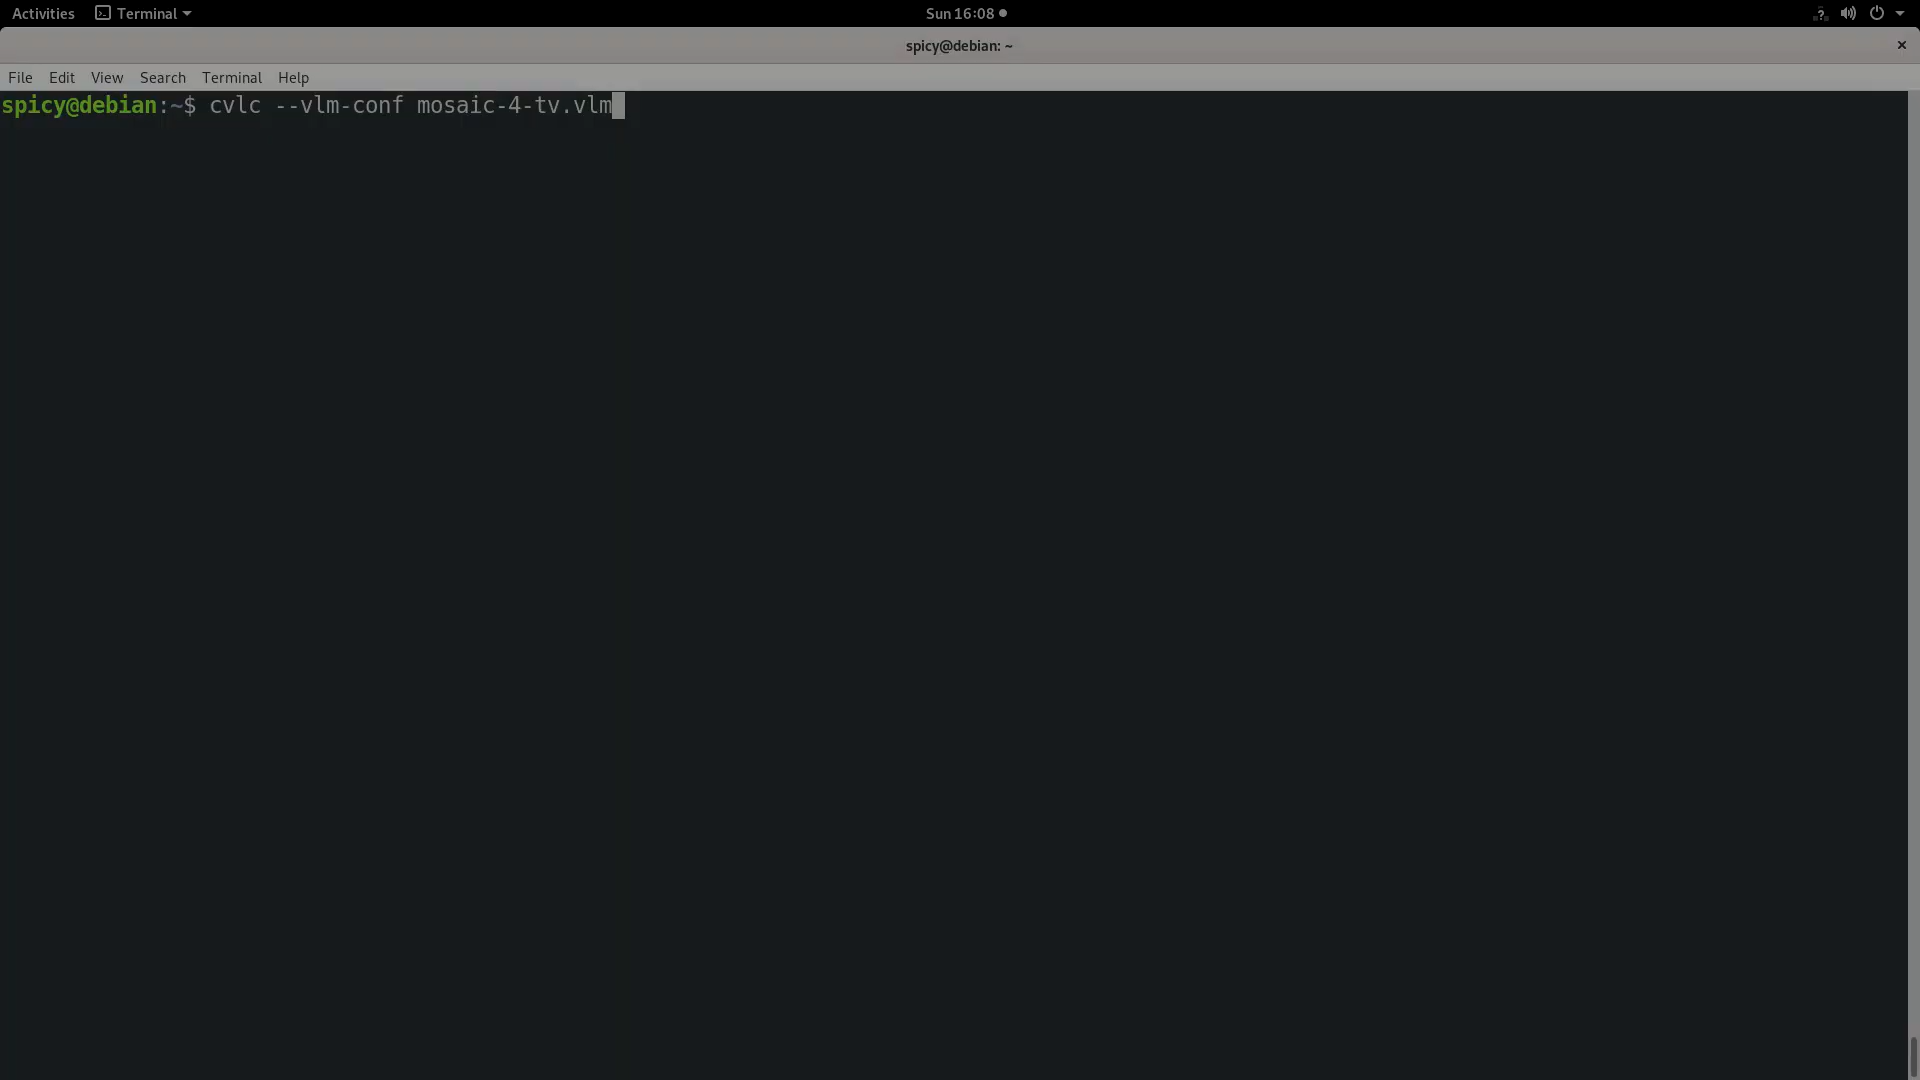 Activities Terminal Sun 16:08
spicy@debian: ~
File Edit View Search Terminal Help
spicy@debian:~$ cvlc --vlm-conf mosaic-4-tv.vlm